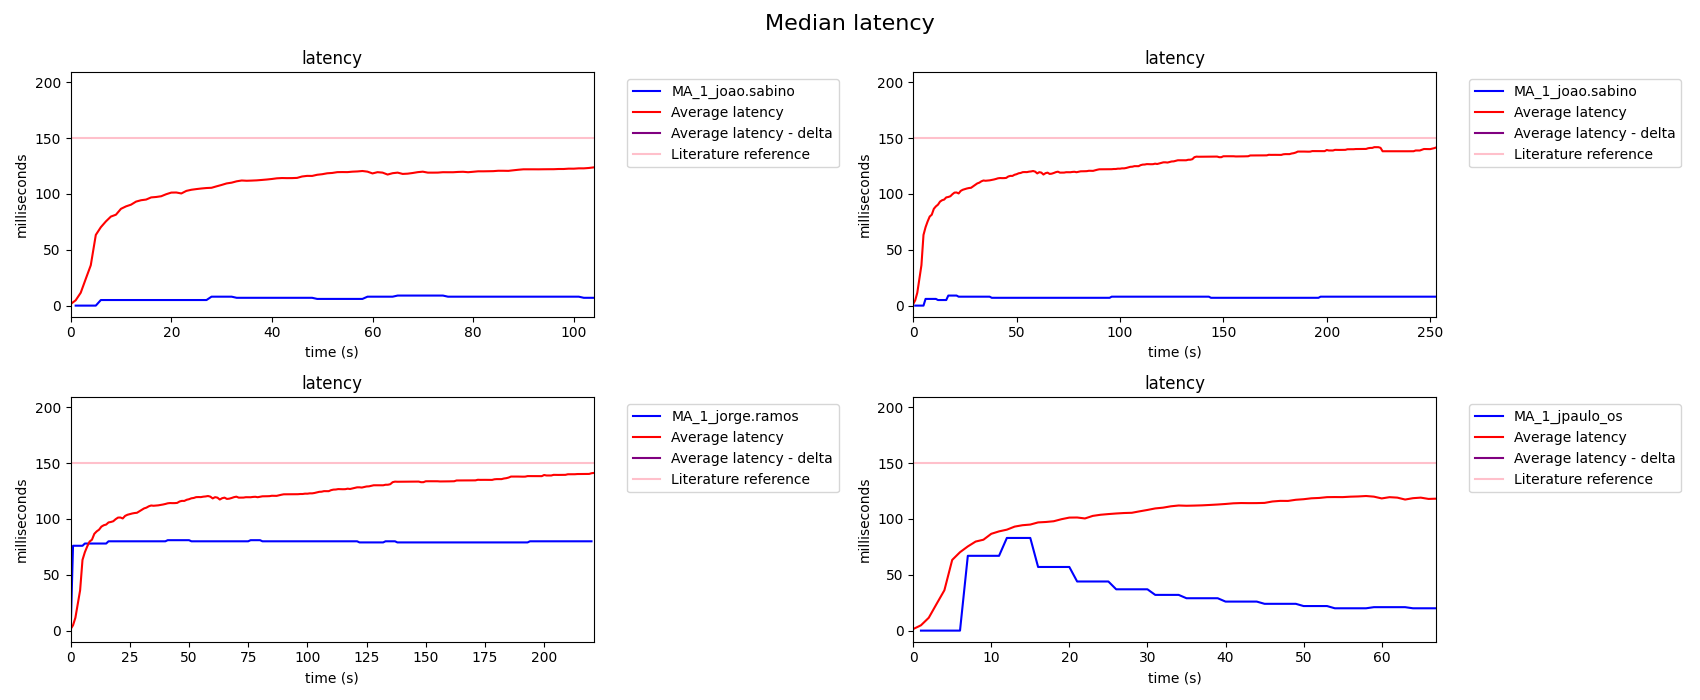 Median latency
latency
200
150
100
50
0
milliseconds
0 20 40 60 80 100
time (s)
MA_1_joao.sabino
Average latency
Average latency - delta
Literature reference
latency
200
150
100
50
0
milliseconds
0 50 100 150 200 250
time (s)
MA_1_joao.sabino
Average latency
Average latency - delta
Literature reference
latency
200
150
100
50
0
milliseconds
0 25 50 75 100 125 150 175 200
time (s)
MA_1_jorge.ramos
Average latency
Average latency - delta
Literature reference
latency
200
150
100
50
0
milliseconds
0 10 20 30 40 50 60
time (s)
MA_1_jpaulo_os
Average latency
Average latency - delta
Literature reference